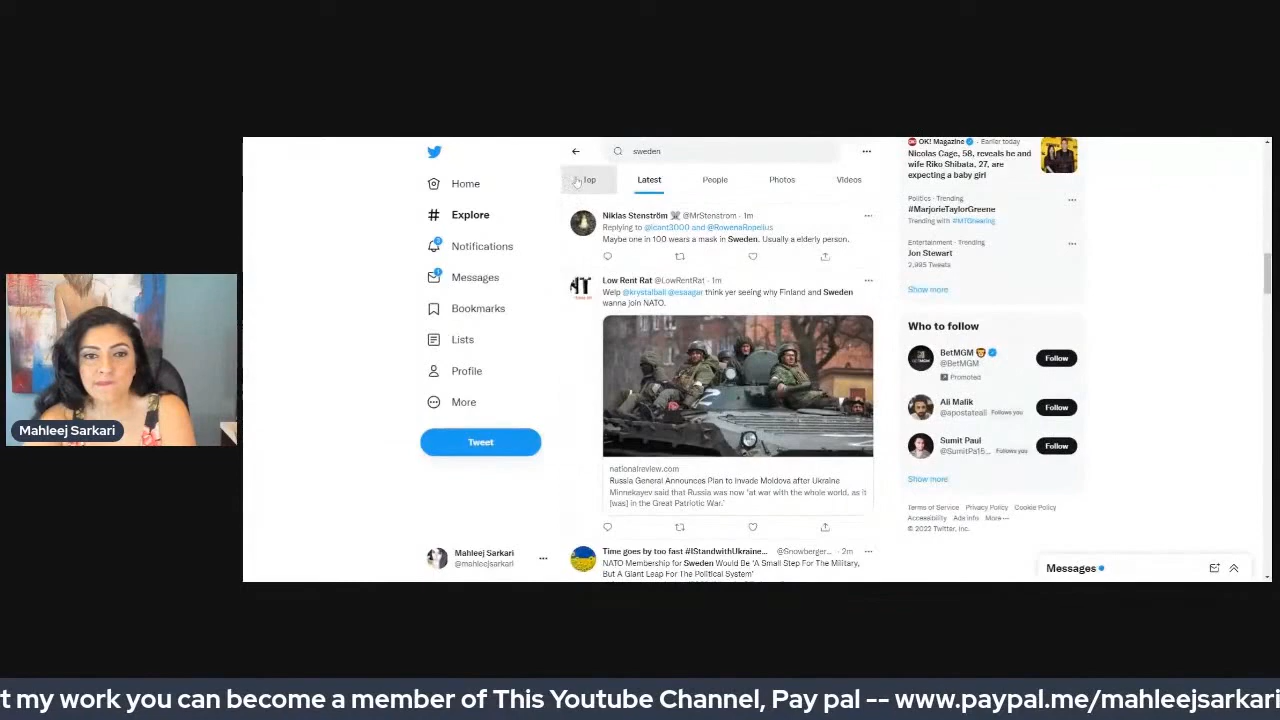 sweden
Top
Latest
People
Photos
Videos
Home
Explore
Notifications
Messages
Bookmarks
Lists
Profile
More
Tweet
Mahleej Sarkari
@mahleejsarkari
Niklas Stenström @MrStenstrom · 1m
Replying to @icant3000 and @RowenaRopelius
Maybe one in 100 wears a mask in Sweden. Usually a elderly person.
Low Rent Rat @LowRentRat · 1m
Welp @krystalball @esaagar think yer seeing why Finland and Sweden
wanna join NATO.
nationalreview.com
Russia General Announces Plan to Invade Moldova after Ukraine
Minnekayev said that Russia was now 'at war with the whole world, as it
[was] in the Great Patriotic War.'
Time goes by too fast #IStandwithUkraine... @Snowberger... · 2m
NATO Membership for Sweden Would Be 'A Small Step For The Military,
But A Giant Leap For The Political System'
OK! Magazine · Earlier today
Nicolas Cage, 58, reveals he and
wife Riko Shibata, 27, are
expecting a baby girl
Politics · Trending
#MarjorieTaylorGreene
Trending with #MTGhearing
Entertainment · Trending
Jon Stewart
2,995 Tweets
Show more
Who to follow
BetMGM
@BetMGM
Promoted
Follow
Ali Malik
@apostateali Follows you
Follow
Sumit Paul
@SumitPa15... Follows you
Follow
Show more
Terms of Service Privacy Policy Cookie Policy
Accessibility Ads info More ···
© 2022 Twitter, Inc.
Messages
Mahleej Sarkari
t my work you can become a member of This Youtube Channel, Pay pal -- www.paypal.me/mahleejsarkari